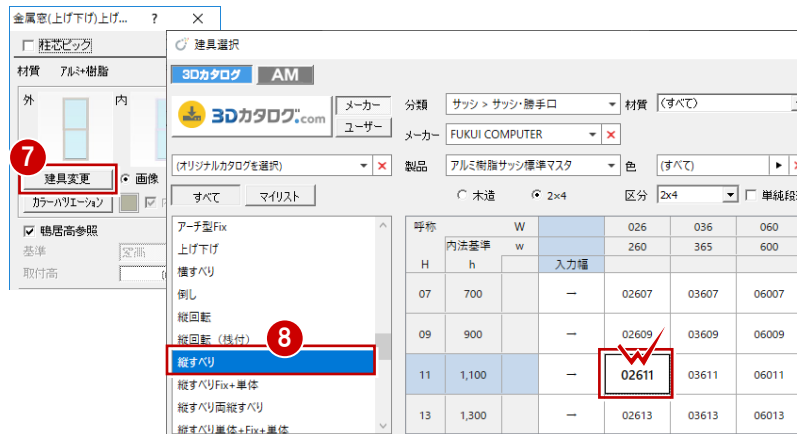 金属窓(上げ下げ)上げ... ? ×
柱芯ピック
材質 アルミ+樹脂
外 内
7
建具変更 画像
カラーバリエーション
鴨居高参照
基準
取付高
建具選択
3Dカタログ AM
3Dカタログ.com
メーカー
ユーザー
(オリジナルカタログを選択)
すべて マイリスト
アーチ型Fix
上げ下げ
横すべり
倒し
縦回転
縦回転 (桟付)
8
縦すべり
縦すべりFix+単体
縦すべり両縦すべり
縦すべり単体+Fix+単体
分類 サッシ > サッシ・勝手口 材質 (すべて)
メーカー FUKUI COMPUTER
製品 アルミ樹脂サッシ標準マスタ 色 (すべて)
木造 2×4 区分 2x4 単純段
呼称 W 026 036 060
内法基準 w 260 365 600
H h 入力幅
07 700 ― 02607 03607 06007
09 900 ― 02609 03609 06009
11 1,100 ― 02611 03611 06011
13 1,300 ― 02613 03613 06013